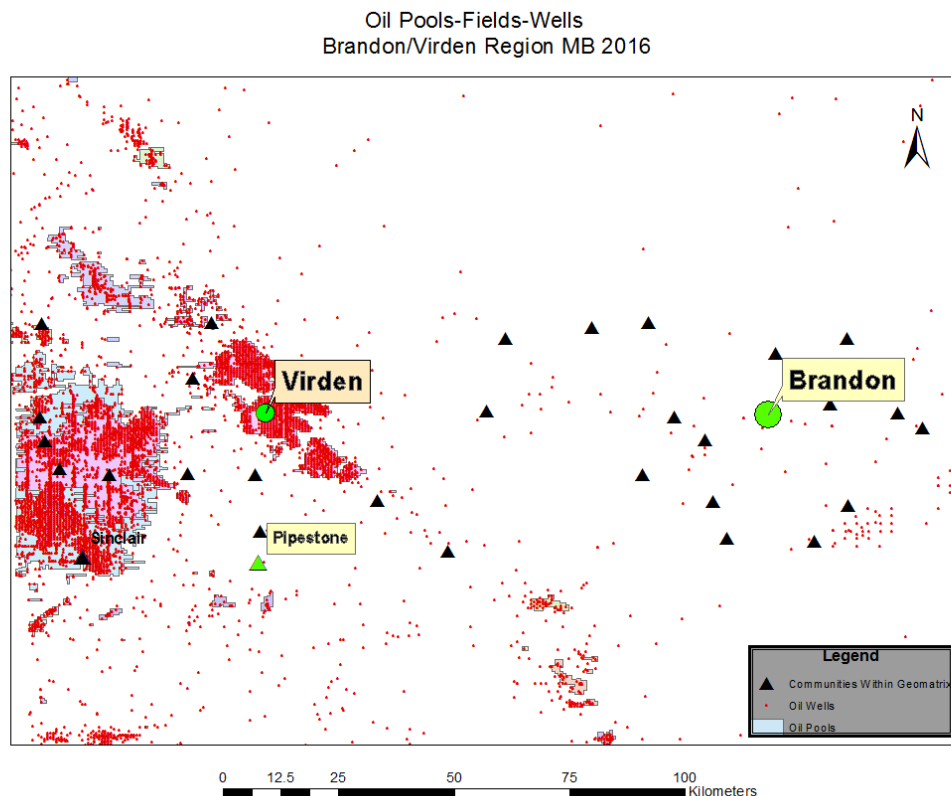 Oil Pools-Fields-Wells
Brandon/Virden Region MB 2016
N
Virden
Brandon
Sinclair
Pipestone
Legend
Communities Within Geomatrix
Oil Wells
Oil Pools
0 12.5 25 50 75 100
Kilometers